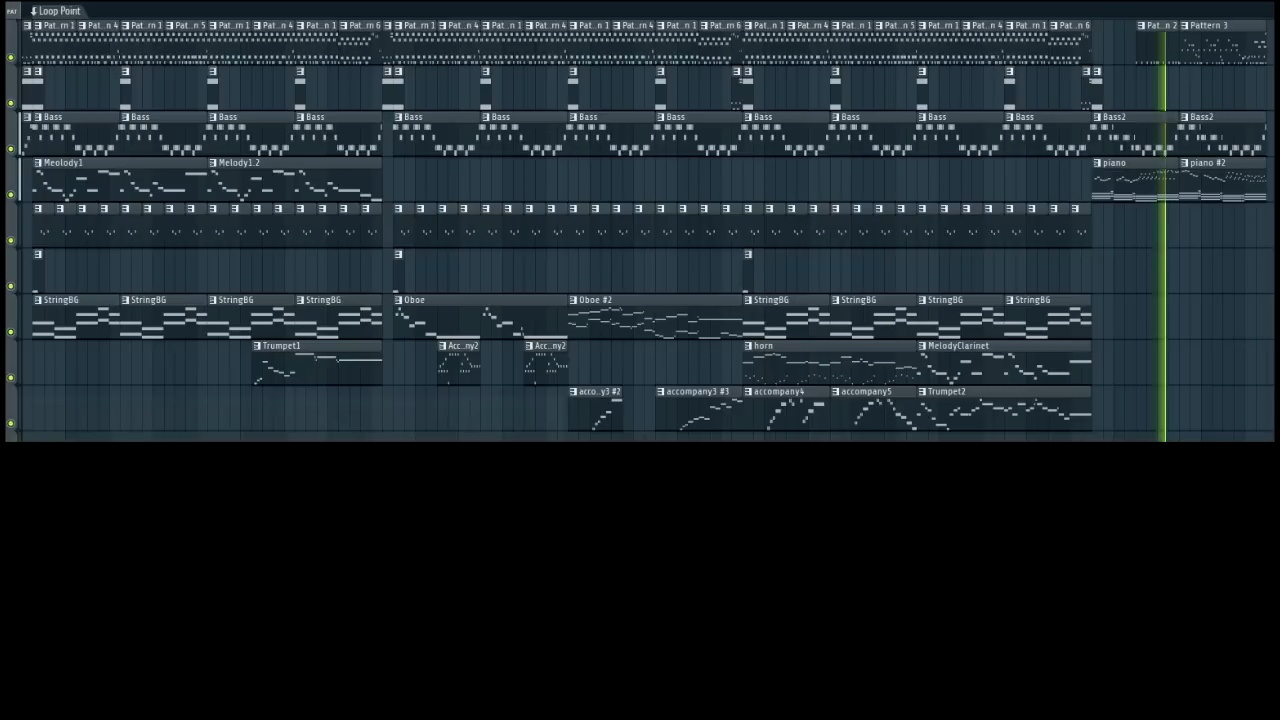 PAT Loop Point
Pat..rn 1 Pat..n 4 Pat..rn 1 Pat..n 5 Pat..rn 1 Pat..n 4 Pat..rn 1 Pat..rn 6 Pat..rn 1 Pat..rn 4 Pat..n 1 Pat..rn 4 Pat..n 1 Pat..rn 4 Pat..n 1 Pat..n 6 Pat..n 1 Pat..rn 4 Pat..n 1 Pat..n 5 Pat..rn 1 Pat..n 4 Pat..rn 1 Pat..n 6 Pat..n 2 Pattern 3
Bass Bass Bass Bass Bass Bass Bass Bass Bass Bass Bass Bass Bass2 Bass2
Meolody1 Melody1.2 piano piano #2
StringBG StringBG StringBG StringBG Oboe Oboe #2 StringBG StringBG StringBG StringBG
Trumpet1 Acc..ny2 Acc..ny2 horn MelodyClarinet
acco..y3 #2 accompany3 #3 accompany4 accompany5 Trumpet2